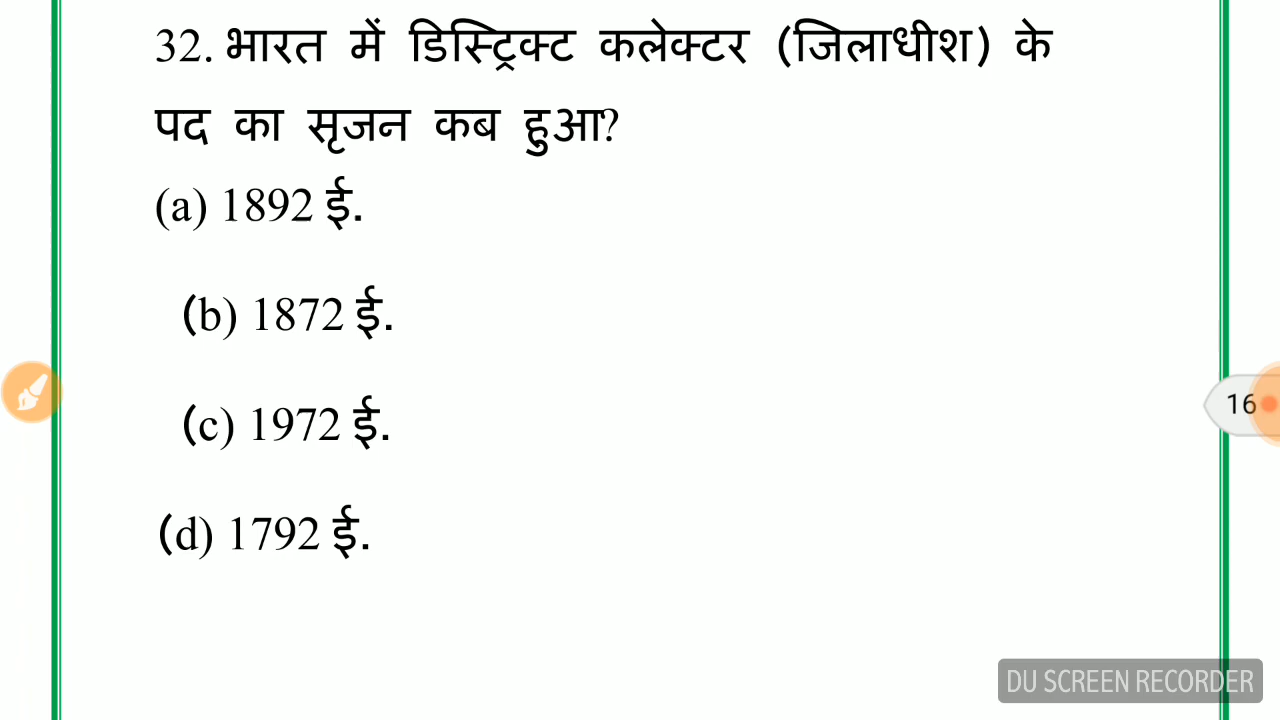 32. भारत में डिस्ट्रिक्ट कलेक्टर (जिलाधीश) के
पद का सृजन कब हुआ?
(a) 1892 ई.
(b) 1872 ई.
(c) 1972 ई.
(d) 1792 ई.
16
DU SCREEN RECORDER